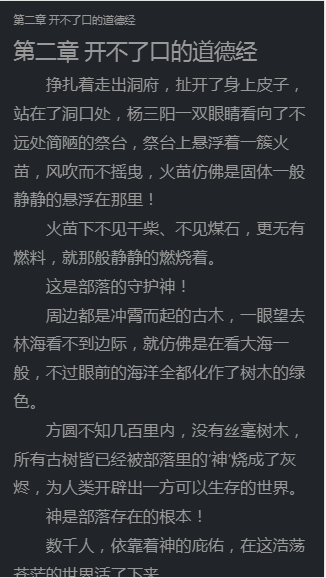 第二章 开不了口的道德经
第二章 开不了口的道德经
挣扎着走出洞府，扯开了身上皮子，
站在了洞口处，杨三阳一双眼睛看向了不
远处简陋的祭台，祭台上悬浮着一簇火
苗，风吹而不摇曳，火苗仿佛是固体一般
静静的悬浮在那里！
火苗下不见干柴、不见煤石，更无有
燃料，就那般静静的燃烧着。
这是部落的守护神！
周边都是冲霄而起的古木，一眼望去
林海看不到边际，就仿佛是在看大海一
般，不过眼前的海洋全都化作了树木的绿
色。
方圆不知几百里内，没有丝毫树木，
所有古树皆已经被部落里的‘神’烧成了灰
烬，为人类开辟出一方可以生存的世界。
神是部落存在的根本！
数千人，依靠着神的庇佑，在这浩荡
苍茫的世界活了下来